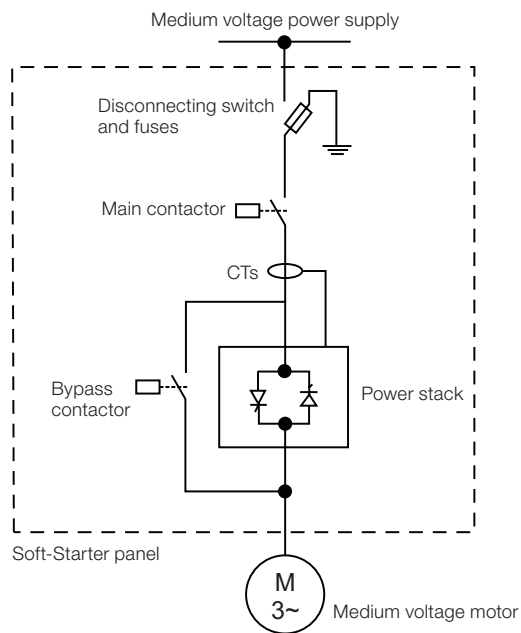 Medium voltage power supply
Disconnecting switch
and fuses
Main contactor
CTs
Bypass
contactor
Power stack
Soft-Starter panel
M
3~
Medium voltage motor